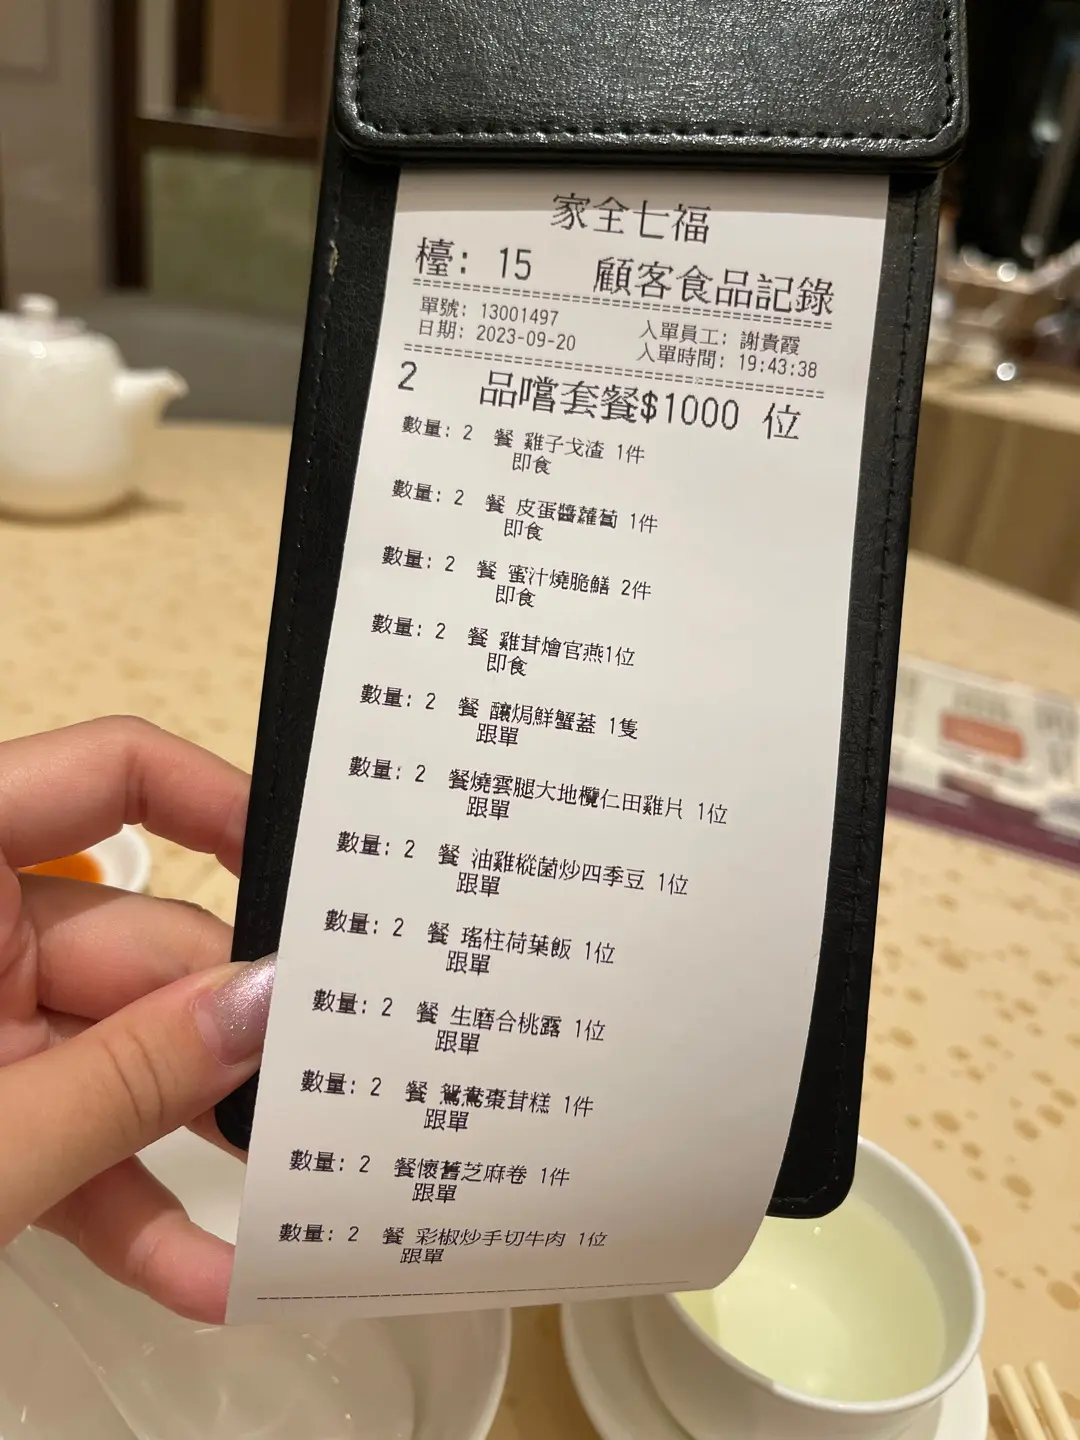 家全七福
檯: 15 顧客食品記錄
單號: 13001497 入單員工: 謝貴霞
日期: 2023-09-20 入單時間: 19:43:38
2 品嚐套餐$1000 位
數量: 2 餐 雞子戈渣 1件
即食
數量: 2 餐 皮蛋醬蘿蔔 1件
即食
數量: 2 餐 蜜汁燒脆鱔 2件
即食
數量: 2 餐 雞茸燴官燕1位
即食
數量: 2 餐 釀焗鮮蟹蓋 1隻
跟單
數量: 2 餐燒雲腿大地欖仁田雞片 1位
跟單
數量: 2 餐 油雞樅菌炒四季豆 1位
跟單
數量: 2 餐 瑤柱荷葉飯 1位
跟單
數量: 2 餐 生磨合桃露 1位
跟單
數量: 2 餐 鴛鴦棗茸糕 1件
跟單
數量: 2 餐懷舊芝麻卷 1件
跟單
數量: 2 餐 彩椒炒手切牛肉 1位
跟單